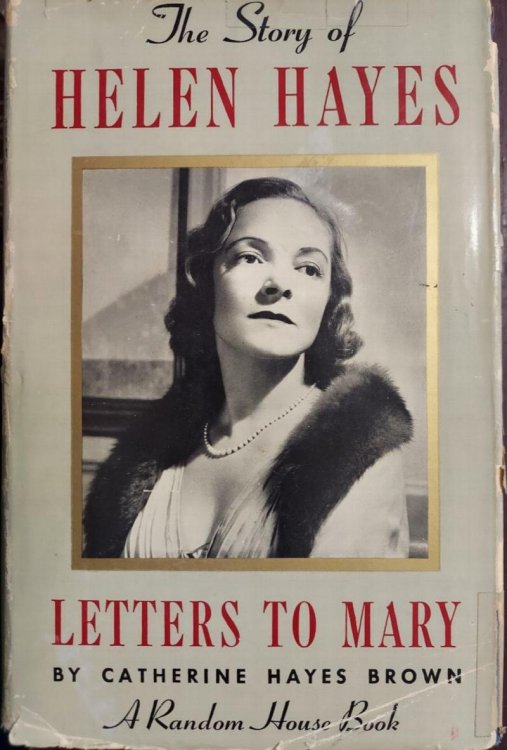 The Story of
HELEN HAYES
LETTERS TO MARY
BY CATHERINE HAYES BROWN
A Random House Book